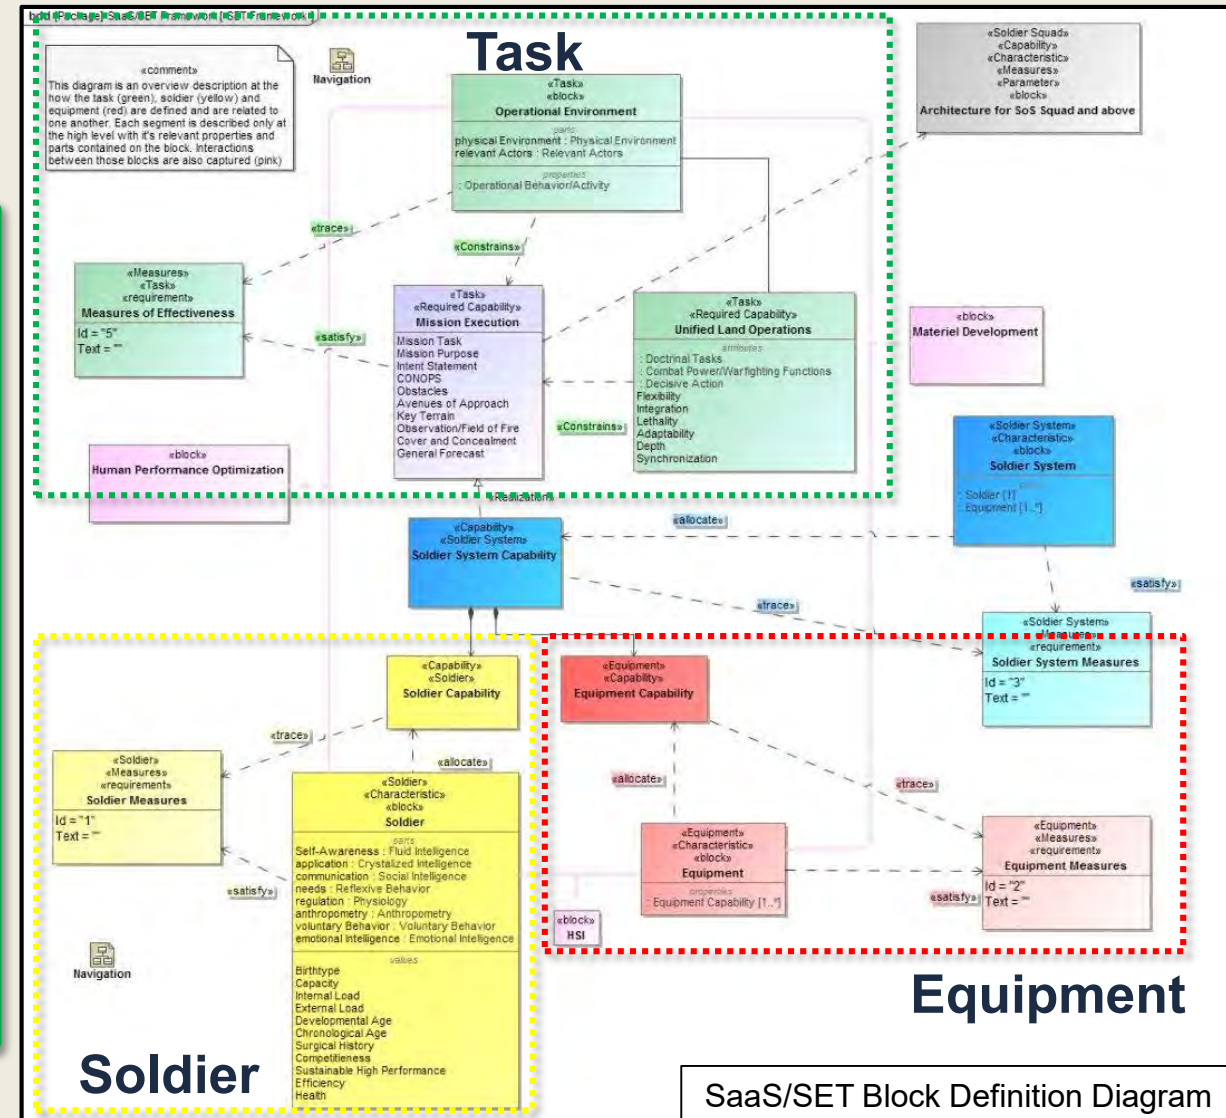 bdd [Package] SaaS/SET Framework [SET Framework]
Task
«comment»
This diagram is an overview description at the
how the task (green), soldier (yellow) and
equipment (red) are defined and are related to
one another. Each segment is described only at
the high level with it's relevant properties and
parts contained on the block. Interactions
between those blocks are also captured (pink)
Navigation
«Task»
«block»
Operational Environment
parts
physical Environment : Physical Environment
relevant Actors : Relevant Actors
properties
: Operational Behavior/Activity
«Soldier Squad»
«Capability»
«Characteristic»
«Measures»
«Parameter»
«block»
Architecture for SoS Squad and above
«trace»
«Constrains»
«Measures»
«Task»
«requirement»
Measures of Effectiveness
Id = "5"
Text = ""
«satisfy»
«Task»
«Required Capability»
Mission Execution
Mission Task
Mission Purpose
Intent Statement
CONOPS
Obstacles
Avenues of Approach
Key Terrain
Observation/Field of Fire
Cover and Concealment
General Forecast
«Task»
«Required Capability»
Unified Land Operations
attributes
: Doctrinal Tasks
: Combat Power/Warfighting Functions
: Decisive Action
Flexibility
Integration
Lethality
Adaptability
Depth
Synchronization
«Constrains»
«block»
Materiel Development
«block»
Human Performance Optimization
«Realization»
«Soldier System»
«Characteristic»
«block»
Soldier System
: Soldier [1]
: Equipment [1..*]
«Capability»
«Soldier System»
Soldier System Capability
«allocate»
«trace»
«satisfy»
«Soldier System»
«Measures»
«requirement»
Soldier System Measures
Id = "3"
Text = ""
«Capability»
«Soldier»
Soldier Capability
«Equipment»
«Capability»
Equipment Capability
«trace»
«allocate»
«Soldier»
«Measures»
«requirement»
Soldier Measures
Id = "1"
Text = ""
«satisfy»
«Soldier»
«Characteristic»
«block»
Soldier
parts
Self-Awareness : Fluid Intelligence
application : Crystalized Intelligence
communication : Social Intelligence
needs : Reflexive Behavior
regulation : Physiology
anthropometry : Anthropometry
voluntary Behavior : Voluntary Behavior
emotional intelligence : Emotional Intelligence
values
Birthtype
Capacity
Internal Load
External Load
Developmental Age
Chronological Age
Surgical History
Competitieness
Sustainable High Performance
Efficiency
Health
«allocate»
«trace»
«Equipment»
«Characteristic»
«block»
Equipment
properties
: Equipment Capability [1..*]
«satisfy»
«Equipment»
«Measures»
«requirement»
Equipment Measures
Id = "2"
Text = ""
«block»
HSI
Navigation
Equipment
Soldier
SaaS/SET Block Definition Diagram